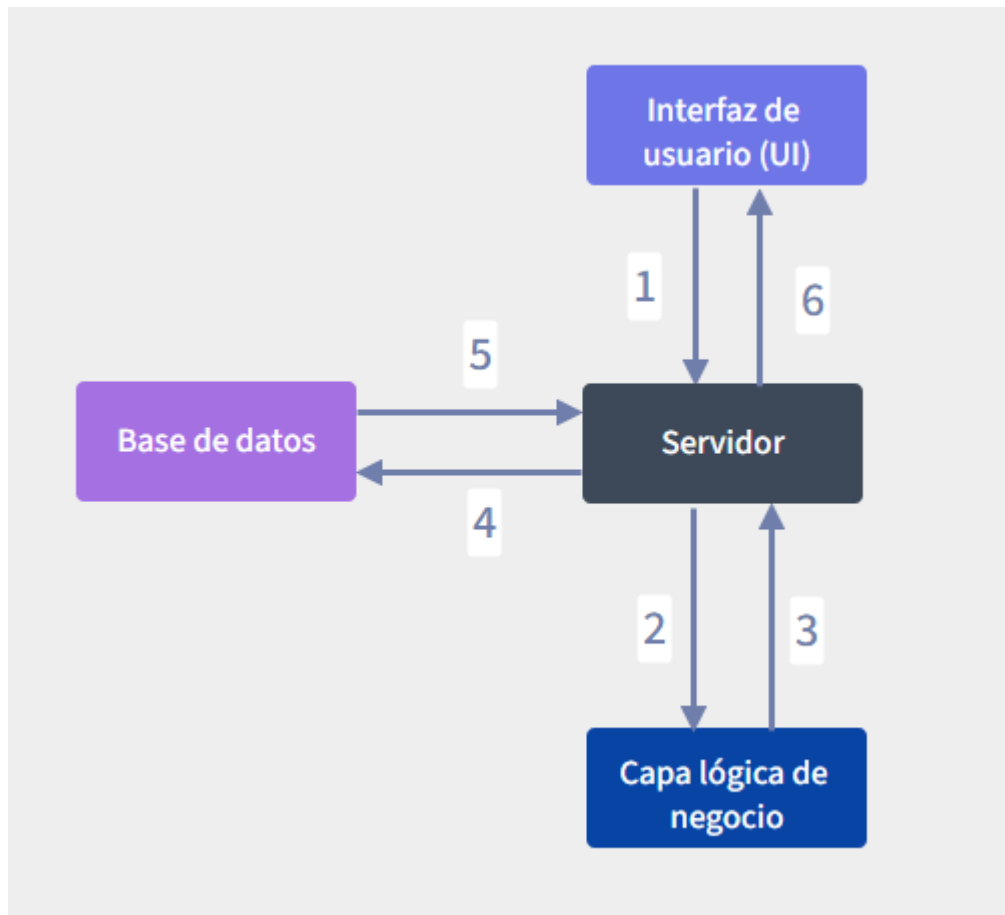 Interfaz de
usuario (UI)
1
6
5
Base de datos
Servidor
4
2
3
Capa lógica de
negocio